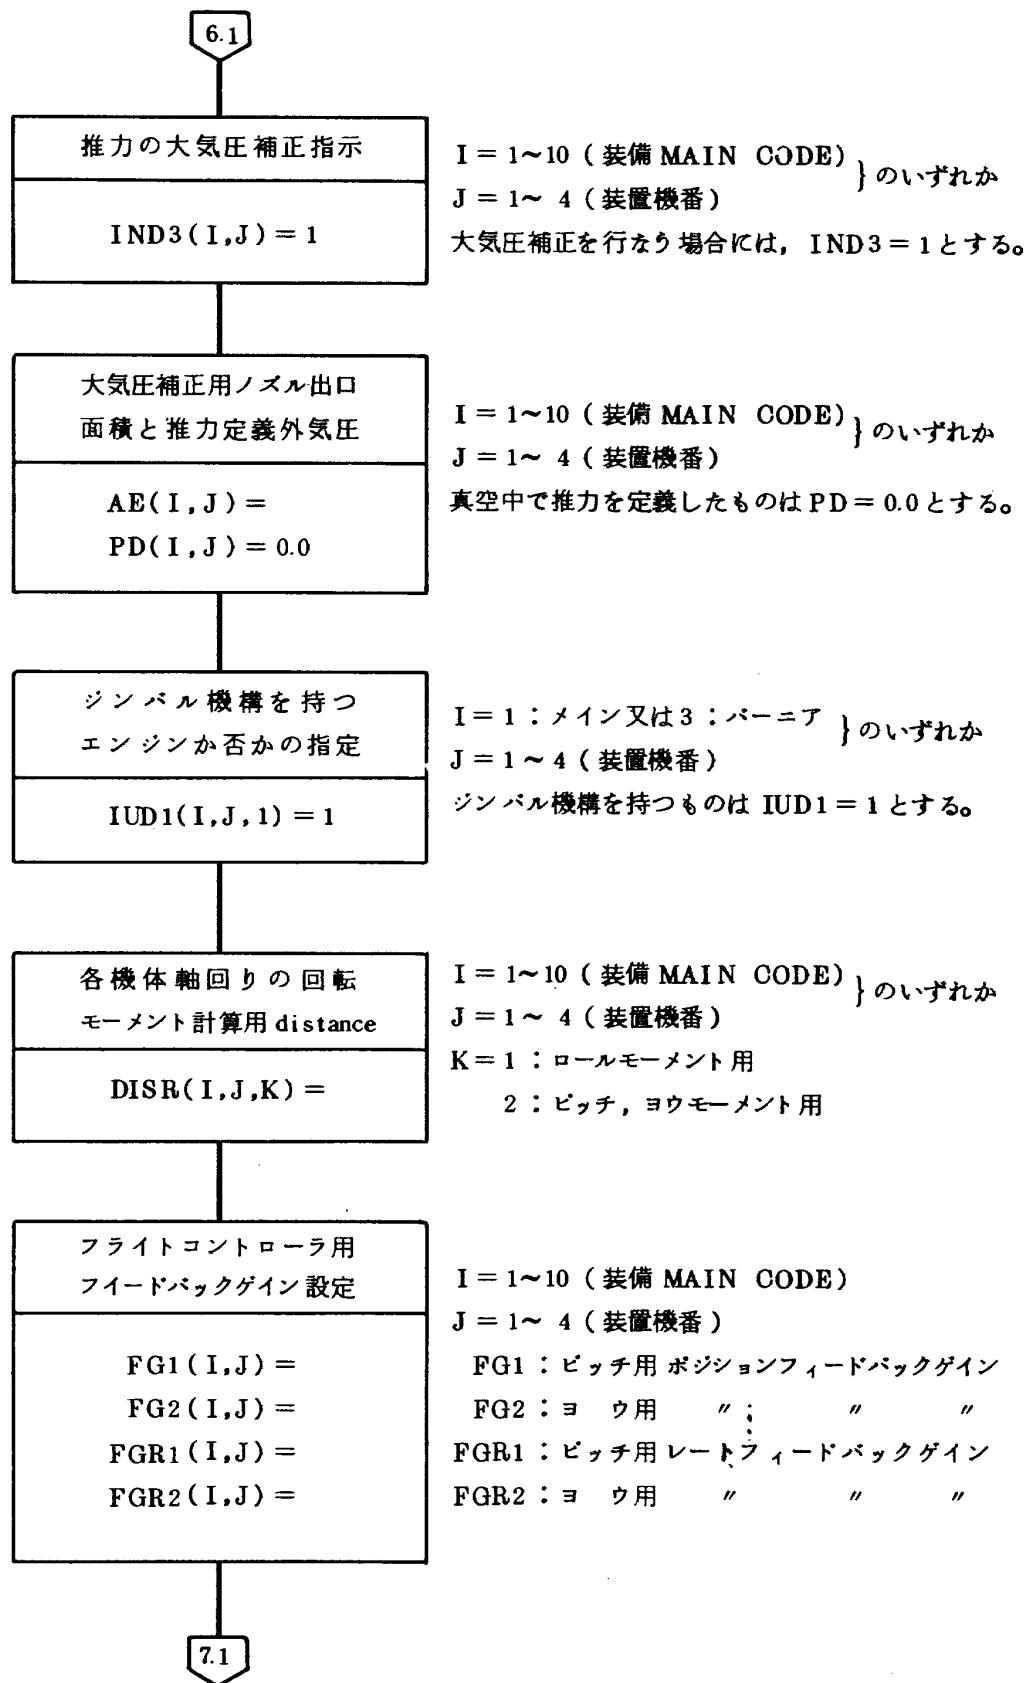 6.1
推力の大気圧補正指示
IND3(I,J) = 1
I = 1~10 (装備 MAIN CODE)
J = 1~ 4 (装置機番)
} のいずれか
大気圧補正を行なう場合には, IND3 = 1とする。
大気圧補正用ノズル出口
面積と推力定義外気圧
AE(I,J) =
PD(I,J) = 0.0
I = 1~10 (装備 MAIN CODE)
J = 1~ 4 (装置機番)
} のいずれか
真空中で推力を定義したものは PD = 0.0 とする。
ジンバル機構を持つ
エンジンか否かの指定
IUD1(I,J,1) = 1
I = 1 : メイン又は 3 : バーニア
J = 1 ~ 4 (装置機番)
} のいずれか
ジンバル機構を持つものは IUD1 = 1 とする。
各機体軸回りの回転
モーメント計算用 distance
DISR(I,J,K) =
I = 1~10 (装備 MAIN CODE)
J = 1~ 4 (装置機番)
} のいずれか
K = 1 : ロールモーメント用
2 : ピッチ, ヨウモーメント用
フライトコントローラ用
フイードバックゲイン設定
FG1(I,J) =
FG2(I,J) =
FGR1(I,J) =
FGR2(I,J) =
I = 1~10 (装備 MAIN CODE)
J = 1~ 4 (装置機番)
FG1 : ピッチ用 ポジションフィードバックゲイン
FG2 : ヨ ウ用 〃 〃 〃
FGR1 : ピッチ用 レートフィードバックゲイン
FGR2 : ヨ ウ用 〃 〃 〃
7.1